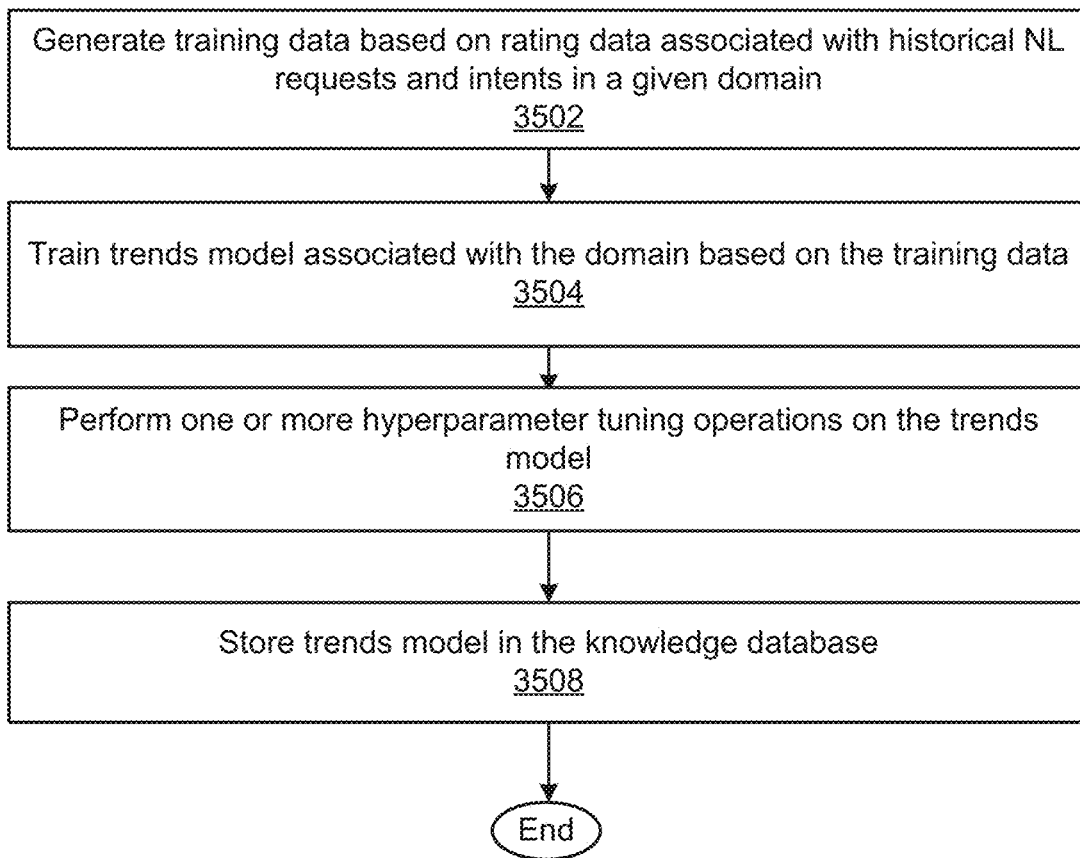 Generate training data based on rating data associated with historical NL
requests and intents in a given domain
3502
Train trends model associated with the domain based on the training data
3504
Perform one or more hyperparameter tuning operations on the trends
model
3506
Store trends model in the knowledge database
3508
End